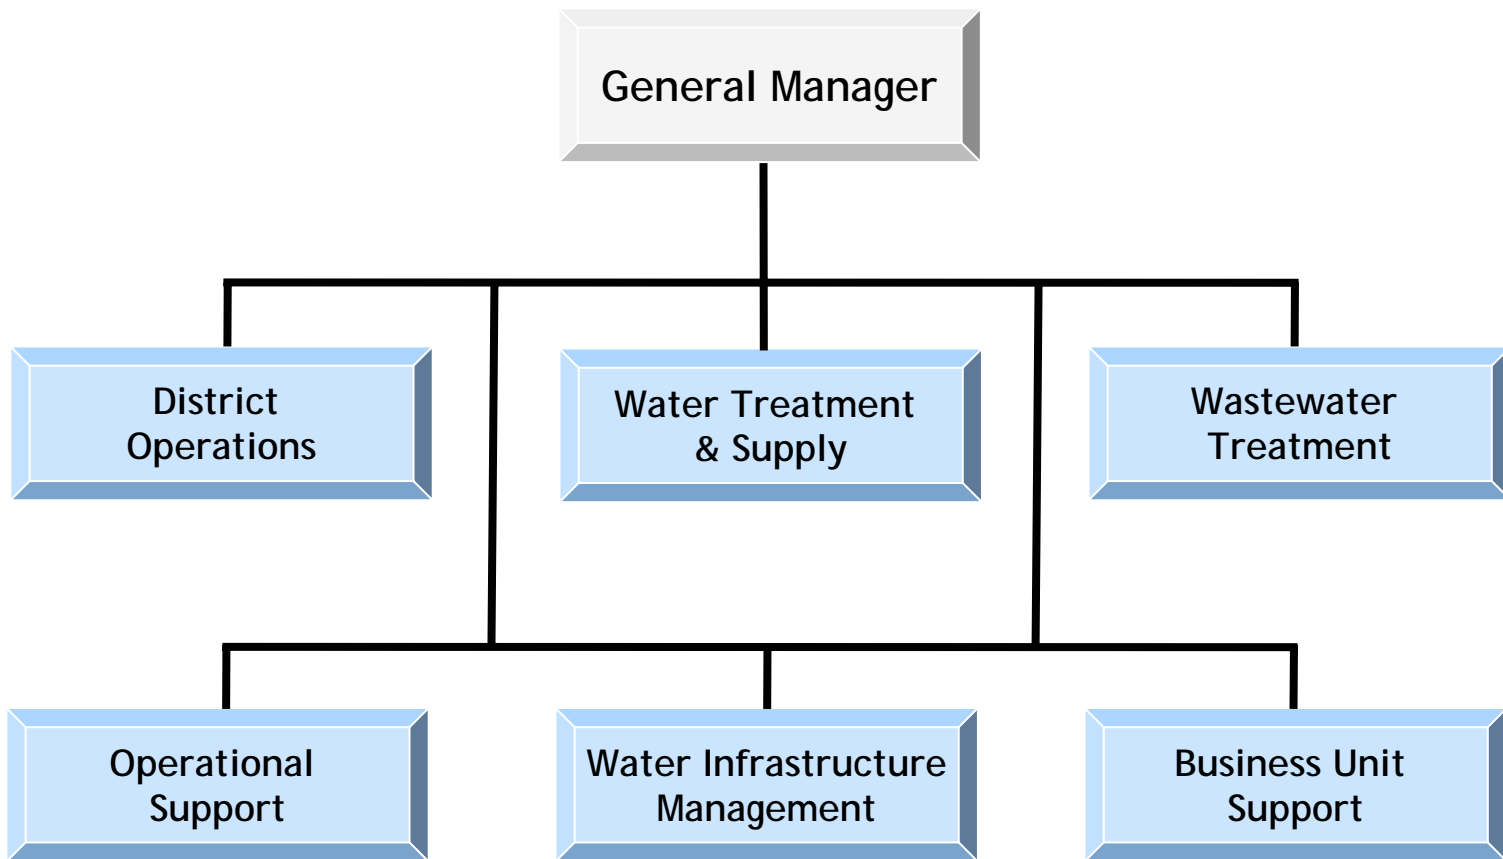 General Manager
District
Operations
Water Treatment
& Supply
Wastewater
Treatment
Operational
Support
Water Infrastructure
Management
Business Unit
Support